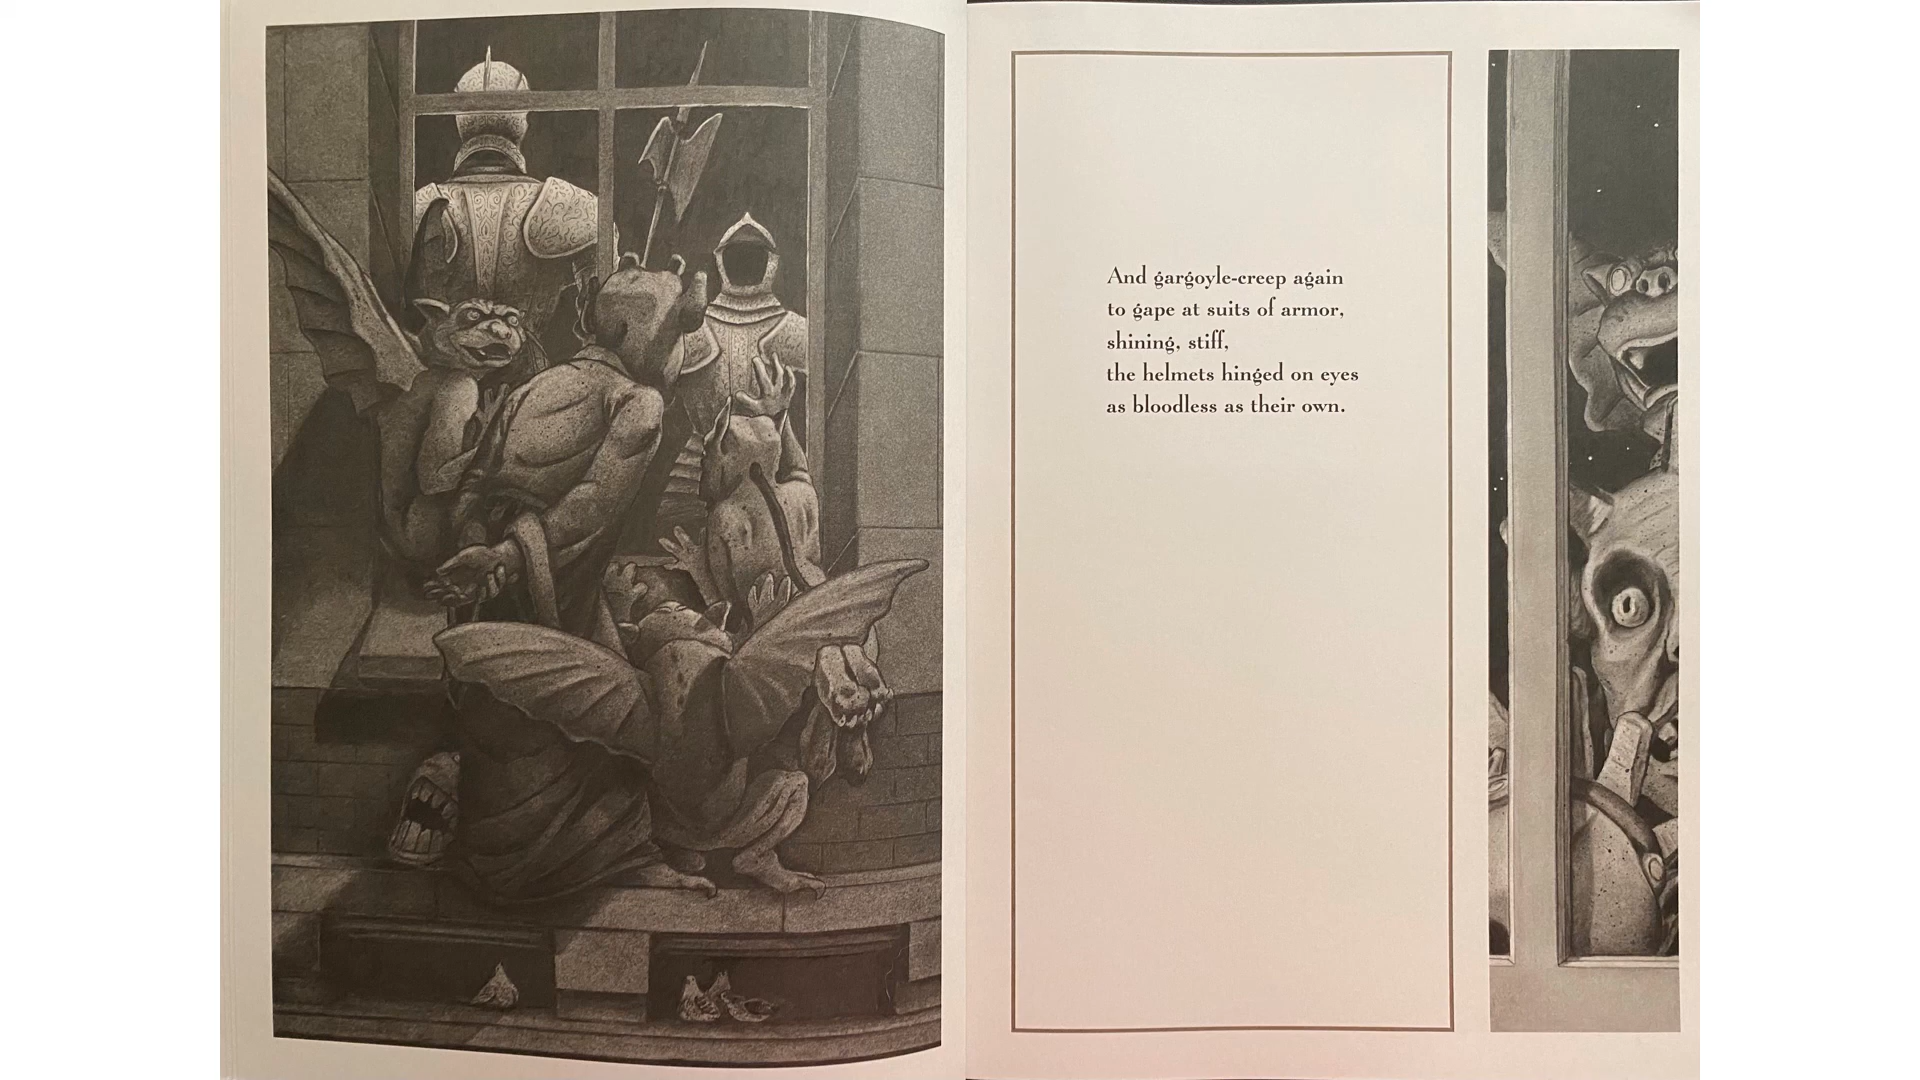 And gargoyle-creep again
to gape at suits of armor,
shining, stiff,
the helmets hinged on eyes
as bloodless as their own.